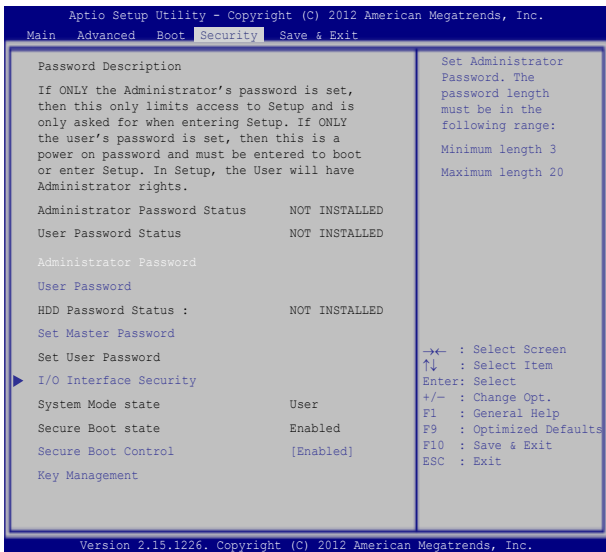 Aptio Setup Utility - Copyright (C) 2012 American Megatrends, Inc.
Main Advanced Boot Security Save & Exit
Password Description
If ONLY the Administrator's password is set,
then this only limits access to Setup and is
only asked for when entering Setup. If ONLY
the user's password is set, then this is a
power on password and must be entered to boot
or enter Setup. In Setup, the User will have
Administrator rights.
Administrator Password Status NOT INSTALLED
User Password Status NOT INSTALLED
Administrator Password
User Password
HDD Password Status : NOT INSTALLED
Set Master Password
Set User Password
I/O Interface Security
System Mode state User
Secure Boot state Enabled
Secure Boot Control [Enabled]
Key Management
Set Administrator
Password. The
password length
must be in the
following range:
Minimum length 3
Maximum length 20
→← : Select Screen
↑↓ : Select Item
Enter: Select
+/— : Change Opt.
F1 : General Help
F9 : Optimized Defaults
F10 : Save & Exit
ESC : Exit
Version 2.15.1226. Copyright (C) 2012 American Megatrends, Inc.